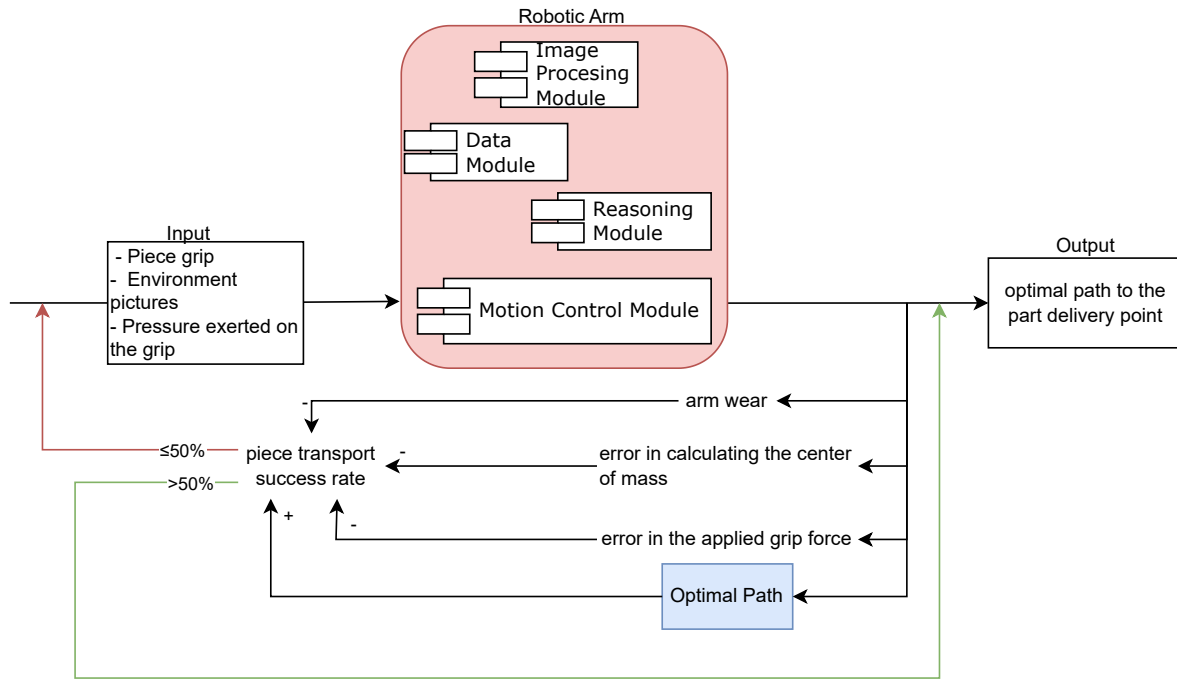 Robotic Arm
Image
Procesing
Module
Data
Module
Reasoning
Module
Motion Control Module
Input
- Piece grip
- Environment
pictures
- Pressure exerted on
the grip
Output
optimal path to the
part delivery point
-
arm wear
≤50%
>50%
piece transport
success rate
-
error in calculating the center
of mass
+
-
error in the applied grip force
Optimal Path